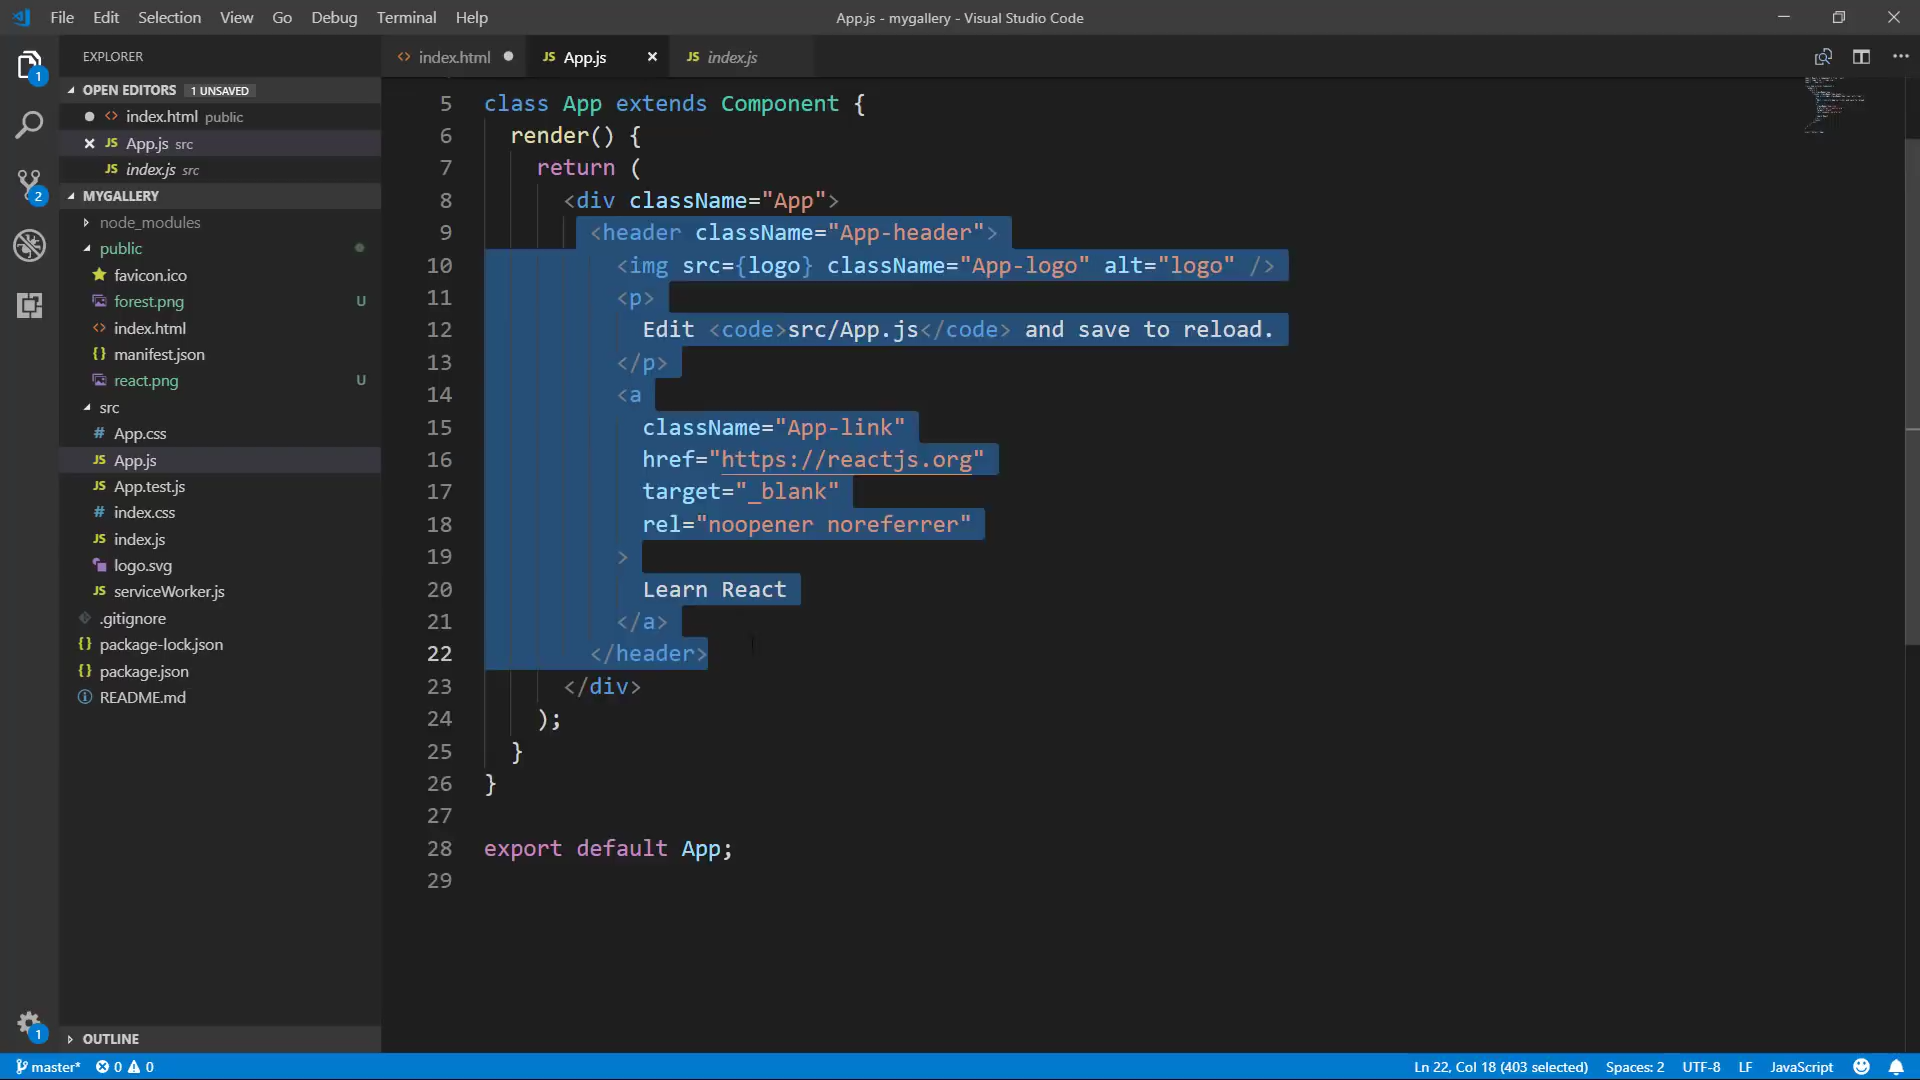 File Edit Selection View Go Debug Terminal Help
App.js - mygallery - Visual Studio Code
EXPLORER
OPEN EDITORS 1 UNSAVED
index.html public
App.js src
index.js src
MYGALLERY
node_modules
public
favicon.ico
forest.png U
index.html
manifest.json
react.png U
src
App.css
App.js
App.test.js
index.css
index.js
logo.svg
serviceWorker.js
.gitignore
package-lock.json
package.json
README.md
OUTLINE
1
2
1
index.html
JS App.js
JS index.js
5 class App extends Component {
6 render() {
7 return (
8 <div className="App">
9 <header className="App-header">
10 <img src={logo} className="App-logo" alt="logo" />
11 <p>
12 Edit <code>src/App.js</code> and save to reload.
13 </p>
14 <a
15 className="App-link"
16 href="https://reactjs.org"
17 target="_blank"
18 rel="noopener noreferrer"
19 >
20 Learn React
21 </a>
22 </header>
23 </div>
24 );
25 }
26 }
27
28 export default App;
29
master* 0 0
Ln 22, Col 18 (403 selected) Spaces: 2 UTF-8 LF JavaScript